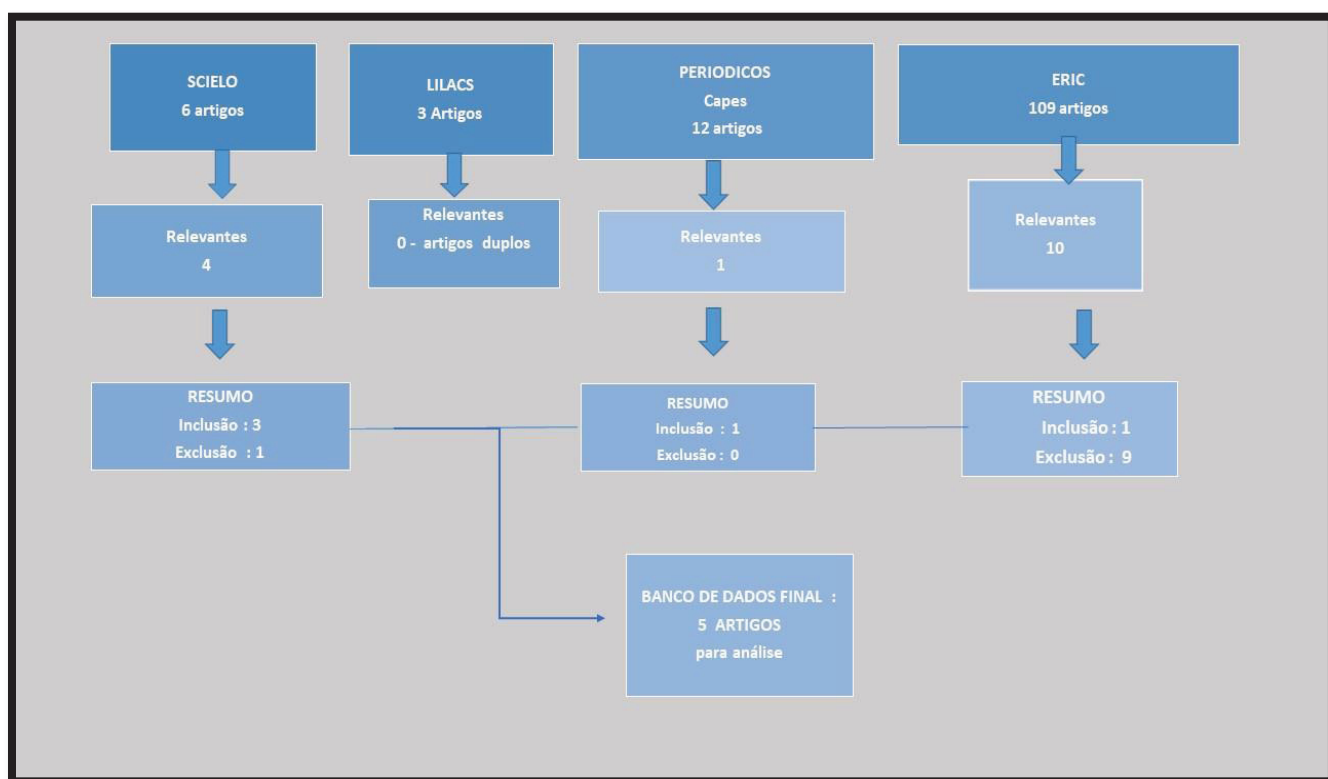 SCIELO
6 artigos
LILACS
3 Artigos
PERIODICOS
Capes
12 artigos
ERIC
109 artigos
Relevantes
4
Relevantes
0 - artigos duplos
Relevantes
1
Relevantes
10
RESUMO
Inclusão : 3
Exclusão : 1
RESUMO
Inclusão : 1
Exclusão : 0
RESUMO
Inclusão : 1
Exclusão : 9
BANCO DE DADOS FINAL :
5 ARTIGOS
para análise